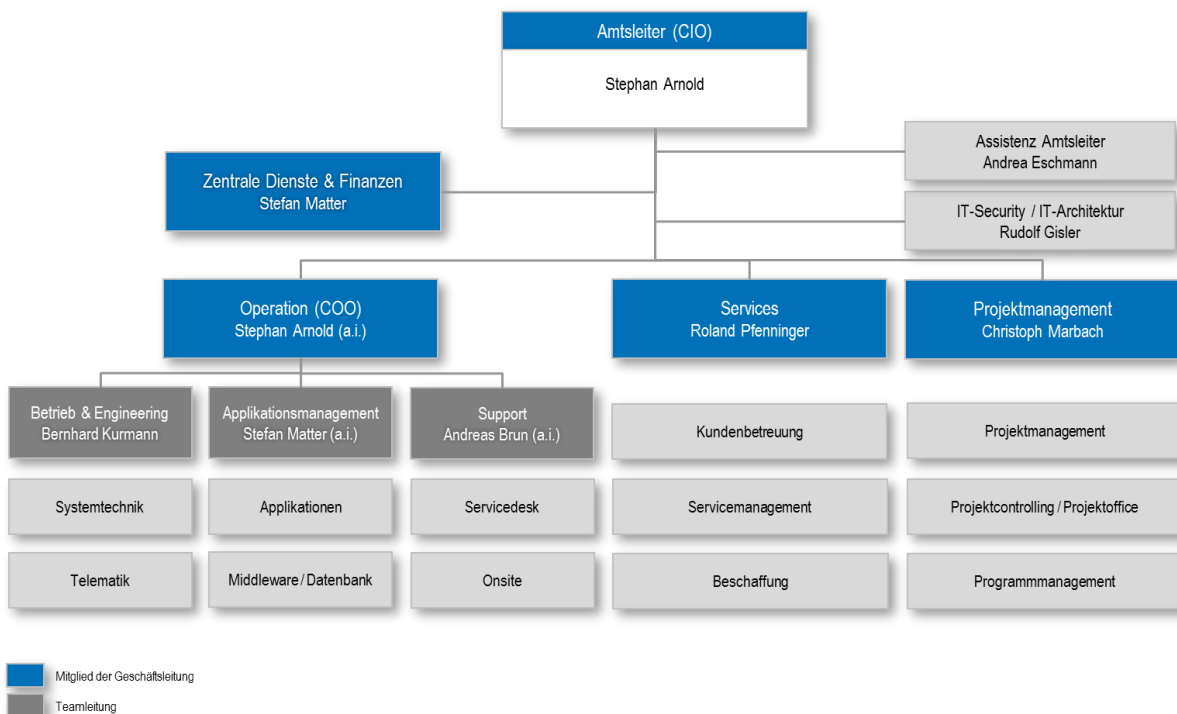 Amtsleiter (CIO)
Stephan Arnold
Assistenz Amtsleiter
Andrea Eschmann
Zentrale Dienste & Finanzen
Stefan Matter
IT-Security / IT-Architektur
Rudolf Gisler
Operation (COO)
Stephan Arnold (a.i.)
Services
Roland Pfenninger
Projektmanagement
Christoph Marbach
Betrieb & Engineering
Bernhard Kurmann
Applikationsmanagement
Stefan Matter (a.i.)
Support
Andreas Brun (a.i.)
Kundenbetreuung
Projektmanagement
Systemtechnik
Applikationen
Servicedesk
Servicemanagement
Projektcontrolling / Projektoffice
Telematik
Middleware / Datenbank
Onsite
Beschaffung
Programmmanagement
Mitglied der Geschäftsleitung
Teamleitung